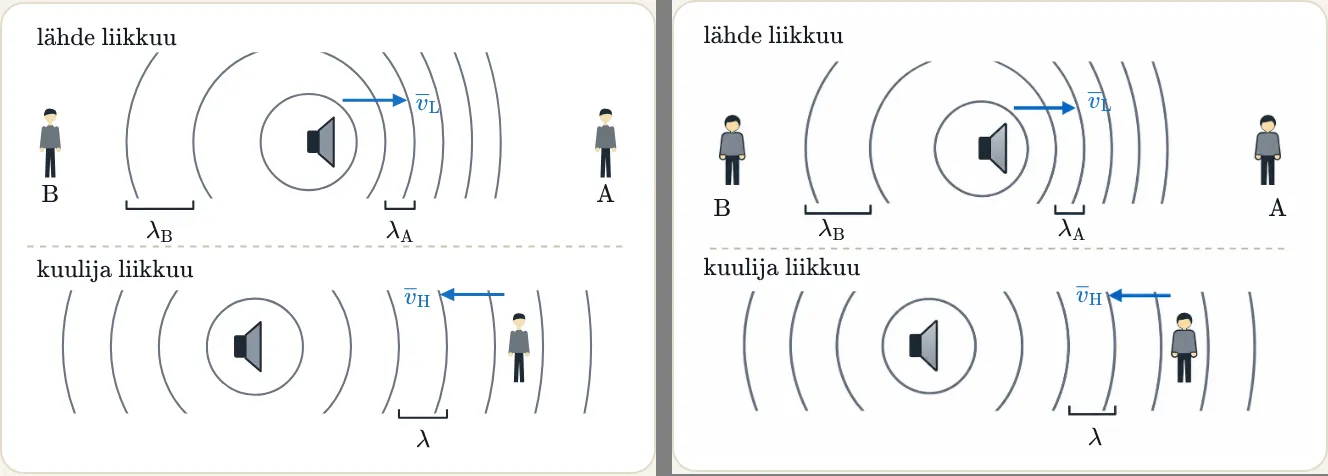 lähde liikkuu
v̅L
B
A
λB
λA
kuulija liikkuu
v̅H
λ
lähde liikkuu
v̅L
B
A
λB
λA
kuulija liikkuu
v̅H
λ